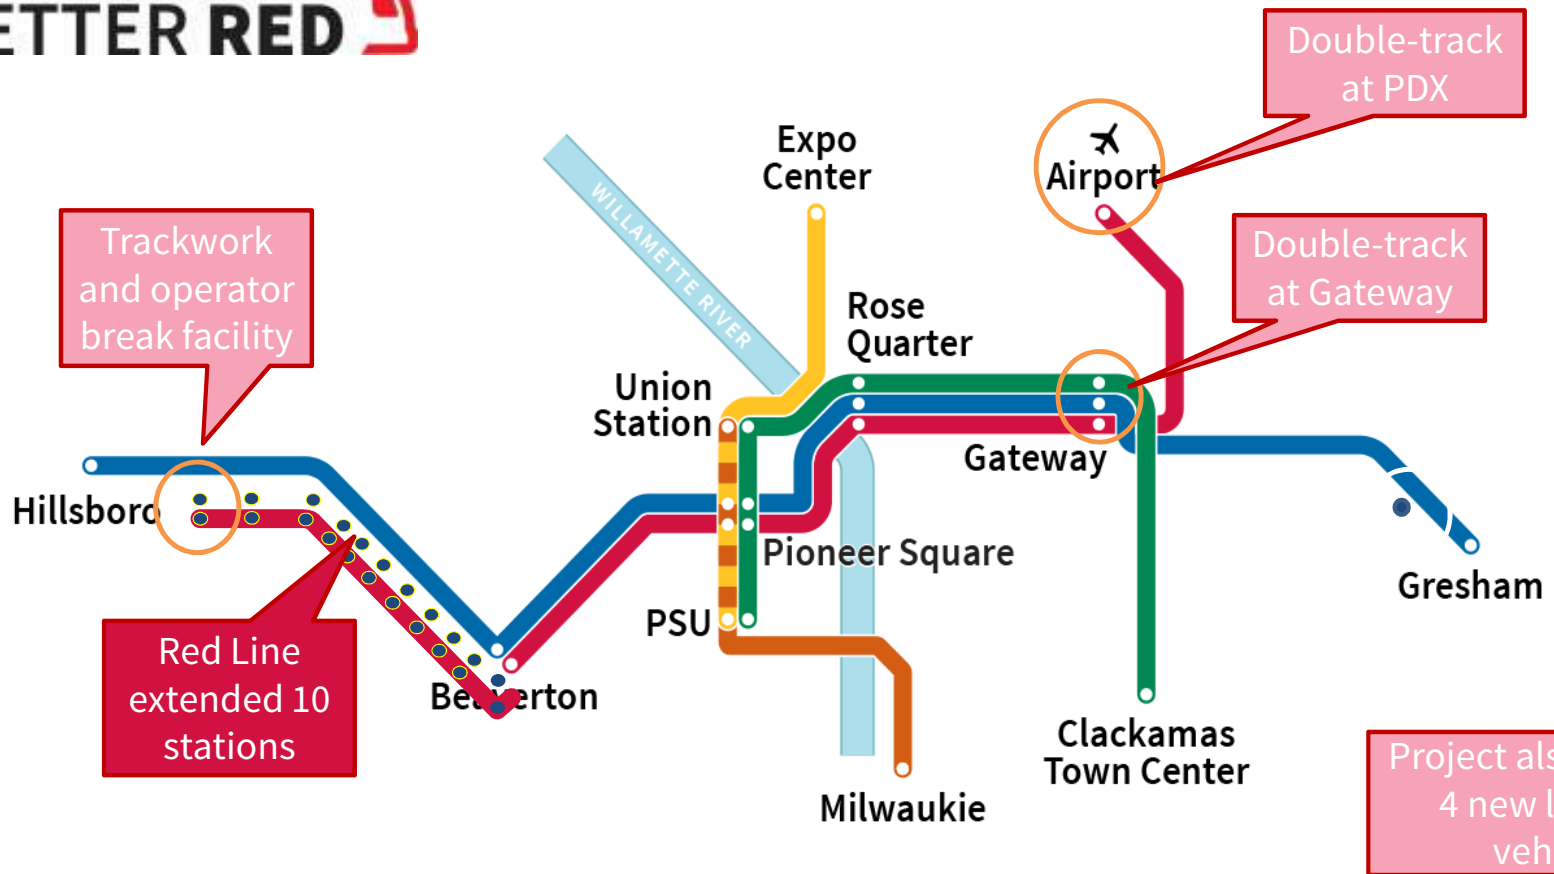 ETTER RED
Double-track
at PDX
Expo
Center
Airport
WILLAMETTE RIVER
Trackwork
and operator
break facility
Double-track
at Gateway
Rose
Quarter
Union
Station
Gateway
Hillsboro
Pioneer Square
Gresham
PSU
Red Line
extended 10
stations
Beaverton
Clackamas
Town Center
Milwaukie
Project als
4 new l
veh